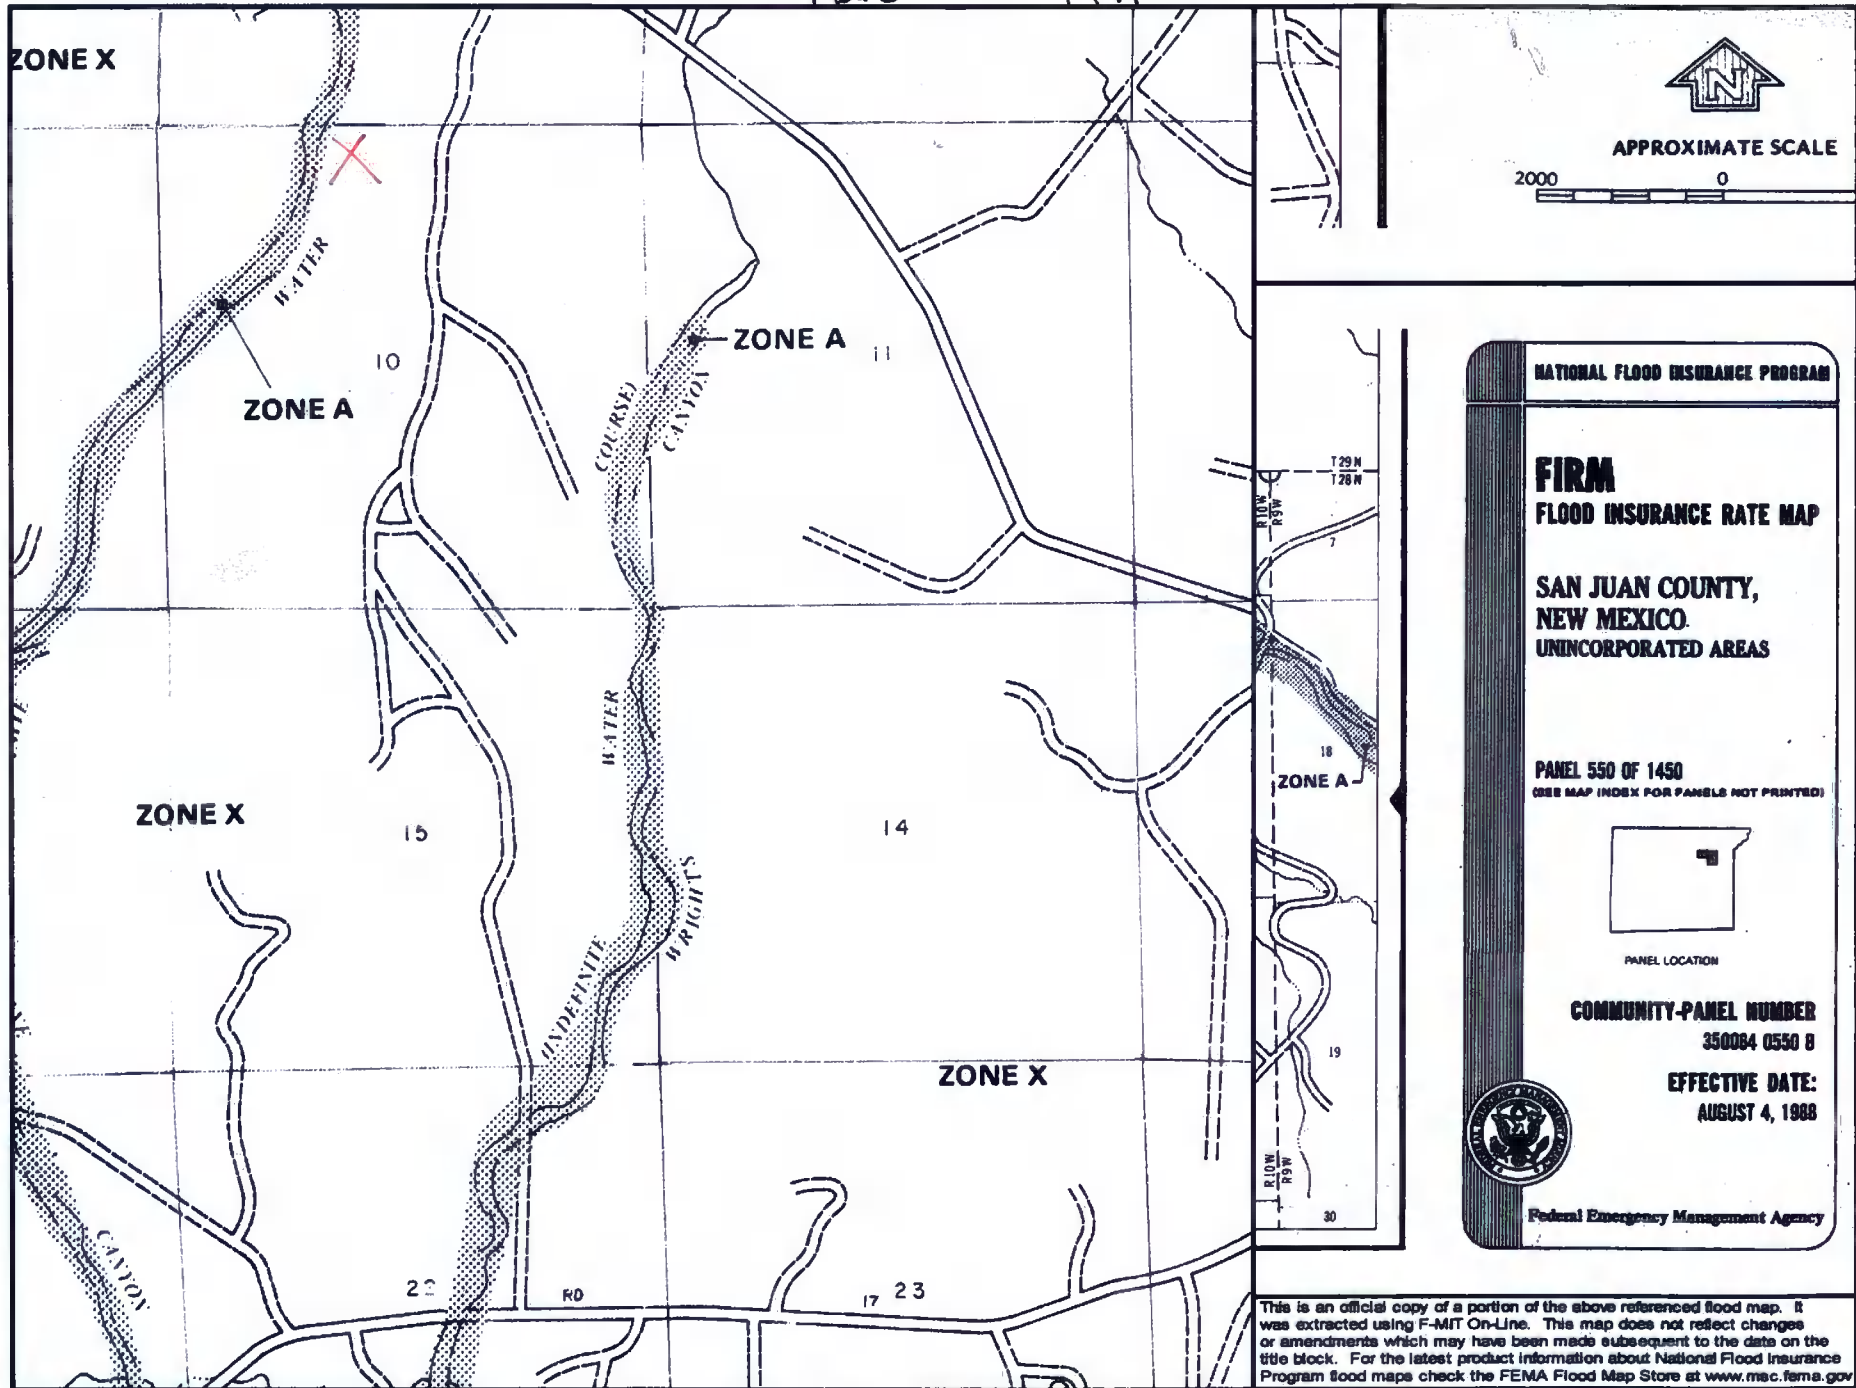 ZONE X
WATER
ZONE A
10
COURSE)
CANYON
ZONE A
11
WATER
ZONE X
15
14
WRIGHTS
(INDEFINITE
ZONE X
CANYON
22
RD
17
23
T29N
T28N
R10W
R9W
7
18
ZONE A
19
R10W
R9W
30
N
APPROXIMATE SCALE
2000 0
NATIONAL FLOOD INSURANCE PROGRAM
FIRM
FLOOD INSURANCE RATE MAP
SAN JUAN COUNTY,
NEW MEXICO
UNINCORPORATED AREAS
PANEL 550 OF 1450
(SEE MAP INDEX FOR PANELS NOT PRINTED)
PANEL LOCATION
COMMUNITY-PANEL NUMBER
350064 0550 B
EFFECTIVE DATE:
AUGUST 4, 1988
Federal Emergency Management Agency
This is an official copy of a portion of the above referenced flood map. It
was extracted using F-MIT On-Line. This map does not reflect changes
or amendments which may have been made subsequent to the date on the
title block. For the latest product information about National Flood Insurance
Program flood maps check the FEMA Flood Map Store at www.msc.fema.gov